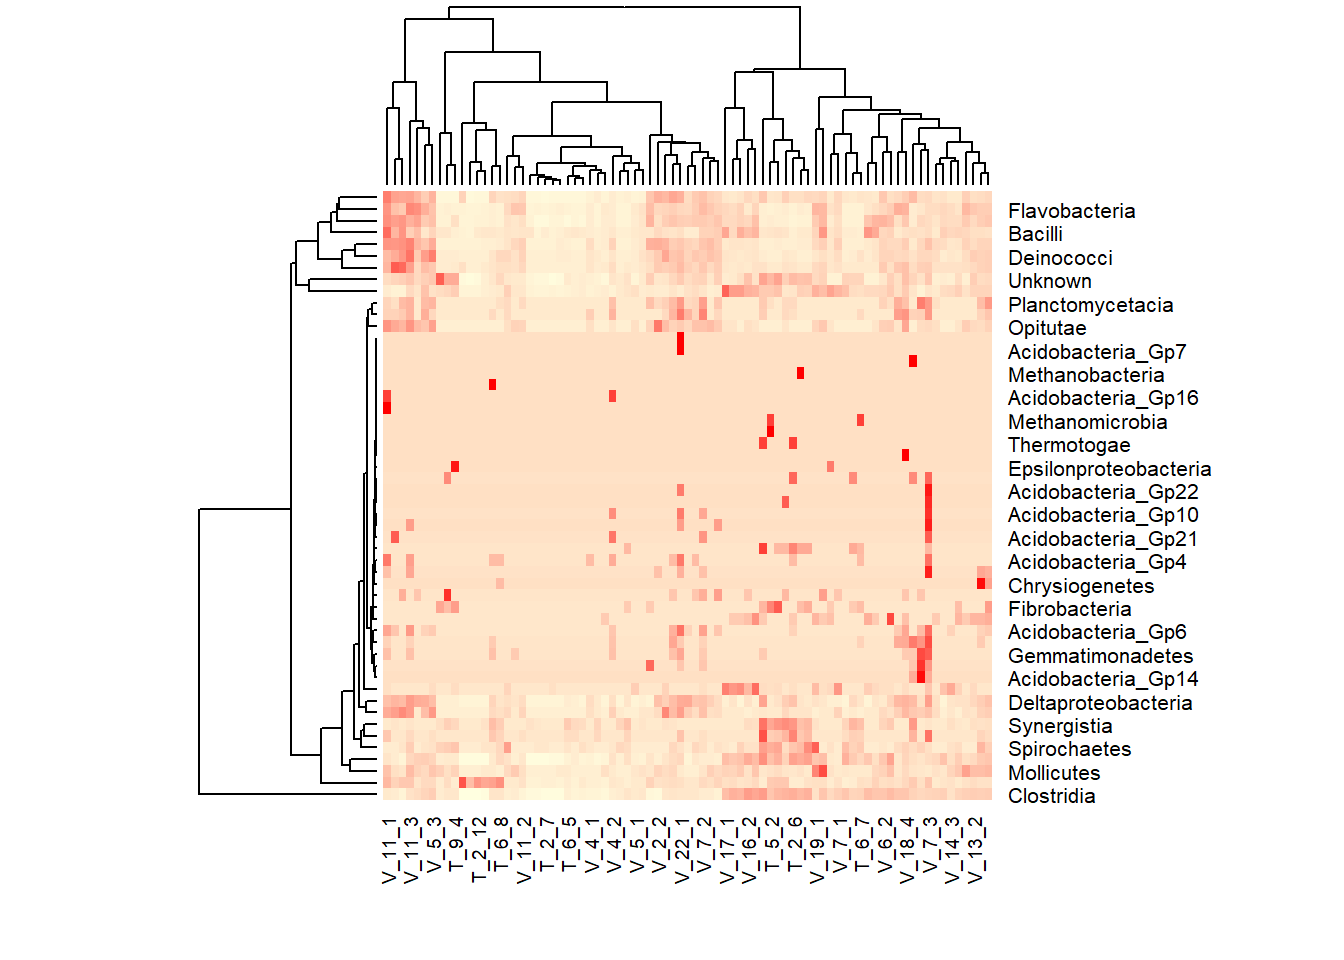 Flavobacteria
Bacilli
Deinococci
Unknown
Planctomycetacia
Opitutae
Acidobacteria_Gp7
Methanobacteria
Acidobacteria_Gp16
Methanomicrobia
Thermotogae
Epsilonproteobacteria
Acidobacteria_Gp22
Acidobacteria_Gp10
Acidobacteria_Gp21
Acidobacteria_Gp4
Chrysiogenetes
Fibrobacteria
Acidobacteria_Gp6
Gemmatimonadetes
Acidobacteria_Gp14
Deltaproteobacteria
Synergistia
Spirochaetes
Mollicutes
Clostridia
V_11_1
V_11_3
V_5_3
T_9_4
T_2_12
T_6_8
V_11_2
T_2_7
T_6_5
V_4_1
V_4_2
V_5_1
V_2_2
V_22_1
V_7_2
V_17_1
V_16_2
T_5_2
T_2_6
V_19_1
V_7_1
T_6_7
V_6_2
V_18_4
V_7_3
V_14_3
V_13_2